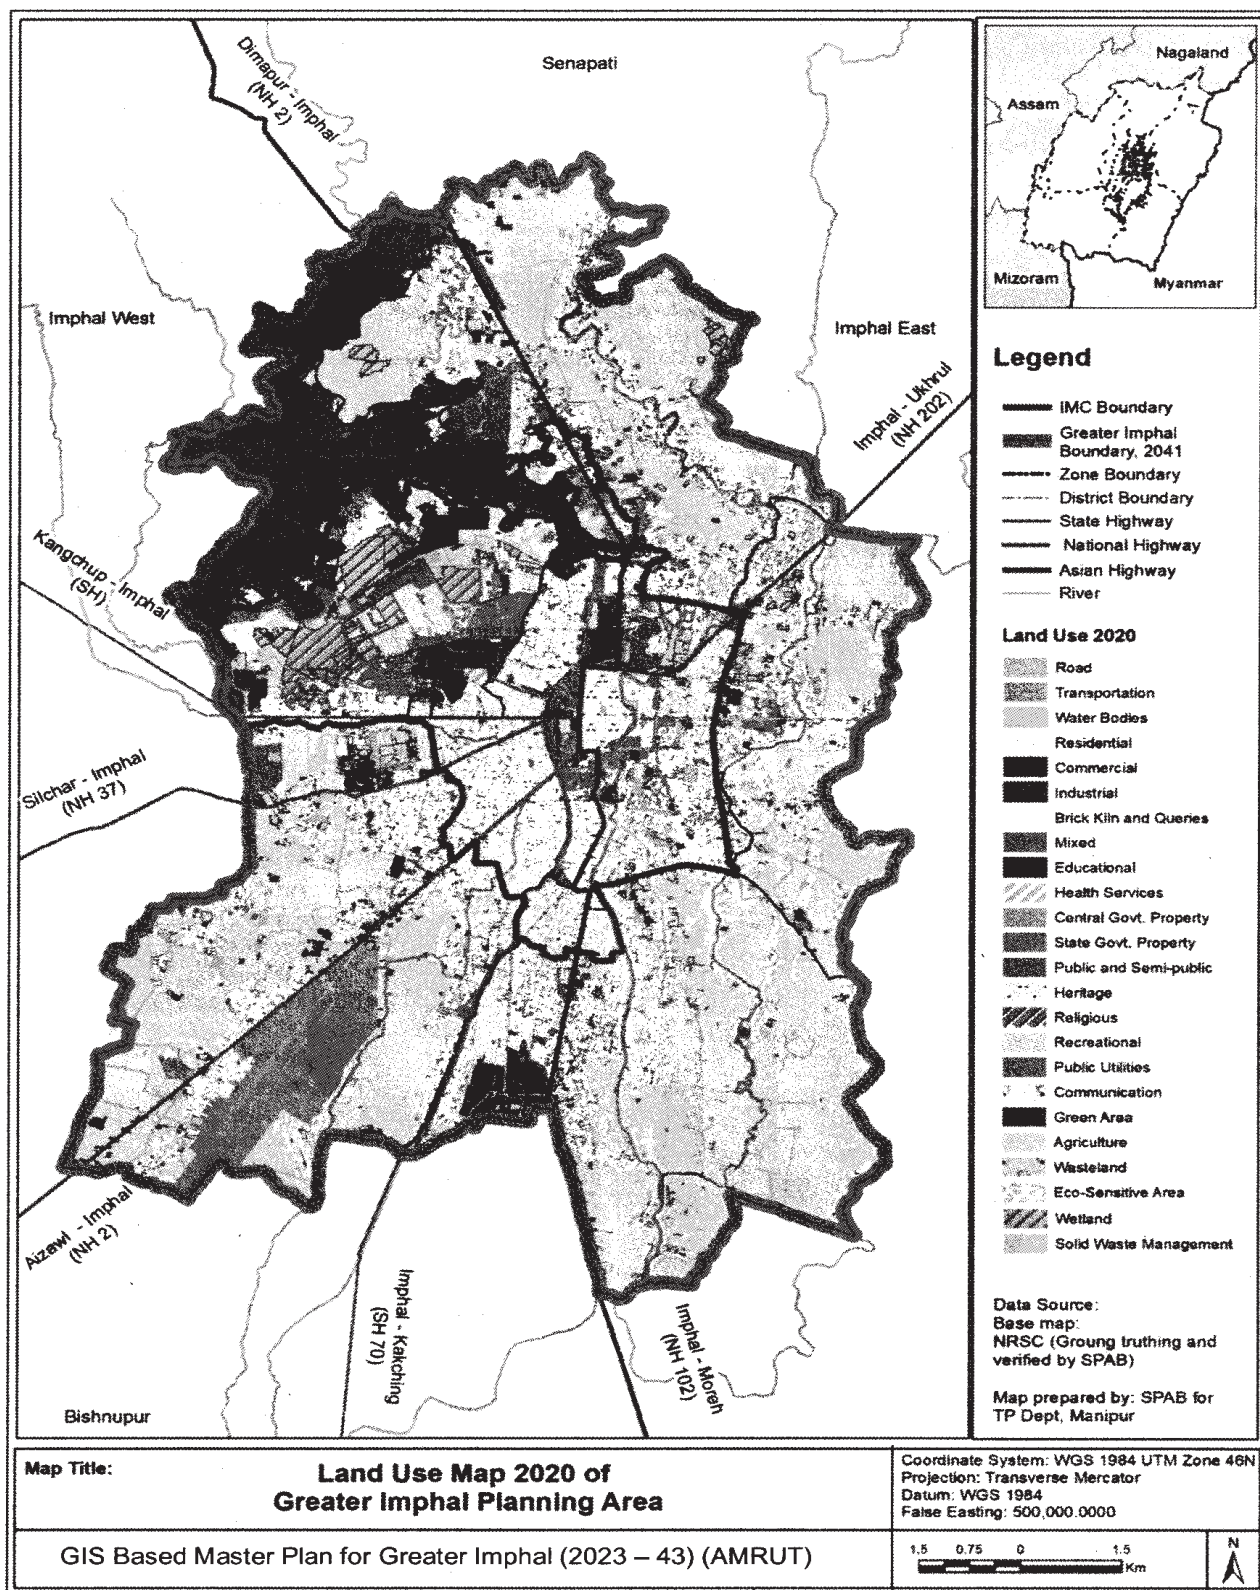 Senapati
Dimapur - Imphal
(NH 2)
Imphal West
Imphal East
Imphal - Ukhrul
(NH 202)
Kangchup - Imphal
(SH)
Silchar - Imphal
(NH 37)
Aizawl - Imphal
(NH 2)
Imphal - Kakching
(SH 70)
Imphal - Moreh
(NH 102)
Bishnupur
Nagaland
Assam
Mizoram
Myanmar
Legend
IMC Boundary
Greater Imphal
Boundary, 2041
Zone Boundary
District Boundary
State Highway
National Highway
Asian Highway
River
Land Use 2020
Road
Transportation
Water Bodies
Residential
Commercial
Industrial
Brick Kiln and Queries
Mixed
Educational
Health Services
Central Govt. Property
State Govt. Property
Public and Semi-public
Heritage
Religious
Recreational
Public Utilities
Communication
Green Area
Agriculture
Wasteland
Eco-Sensitive Area
Wetland
Solid Waste Management
Data Source:
Base map:
NRSC (Groung truthing and
verified by SPAB)
Map prepared by: SPAB for
TP Dept, Manipur
Map Title:
Land Use Map 2020 of
Greater Imphal Planning Area
GIS Based Master Plan for Greater Imphal (2023 – 43) (AMRUT)
Coordinate System: WGS 1984 UTM Zone 46N
Projection: Transverse Mercator
Datum: WGS 1984
False Easting: 500,000.0000
1.5 0.75 0 1.5
Km
N